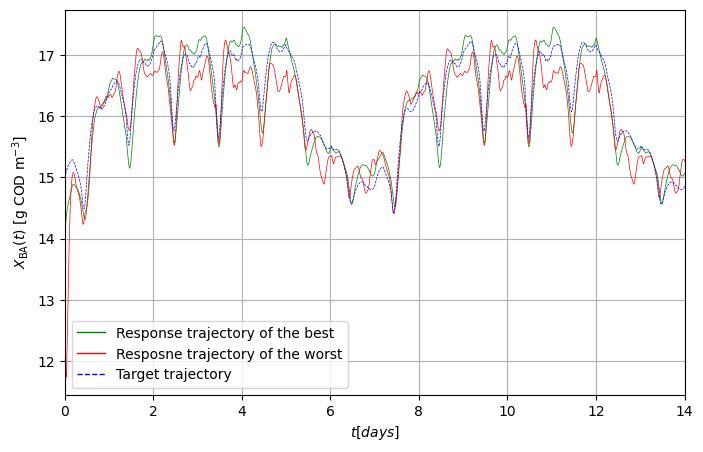 17
16
15
14
13
12
X_BA(t) [g COD m⁻³]
Response trajectory of the best
Resposne trajectory of the worst
Target trajectory
0 2 4 6 8 10 12 14
t[days]